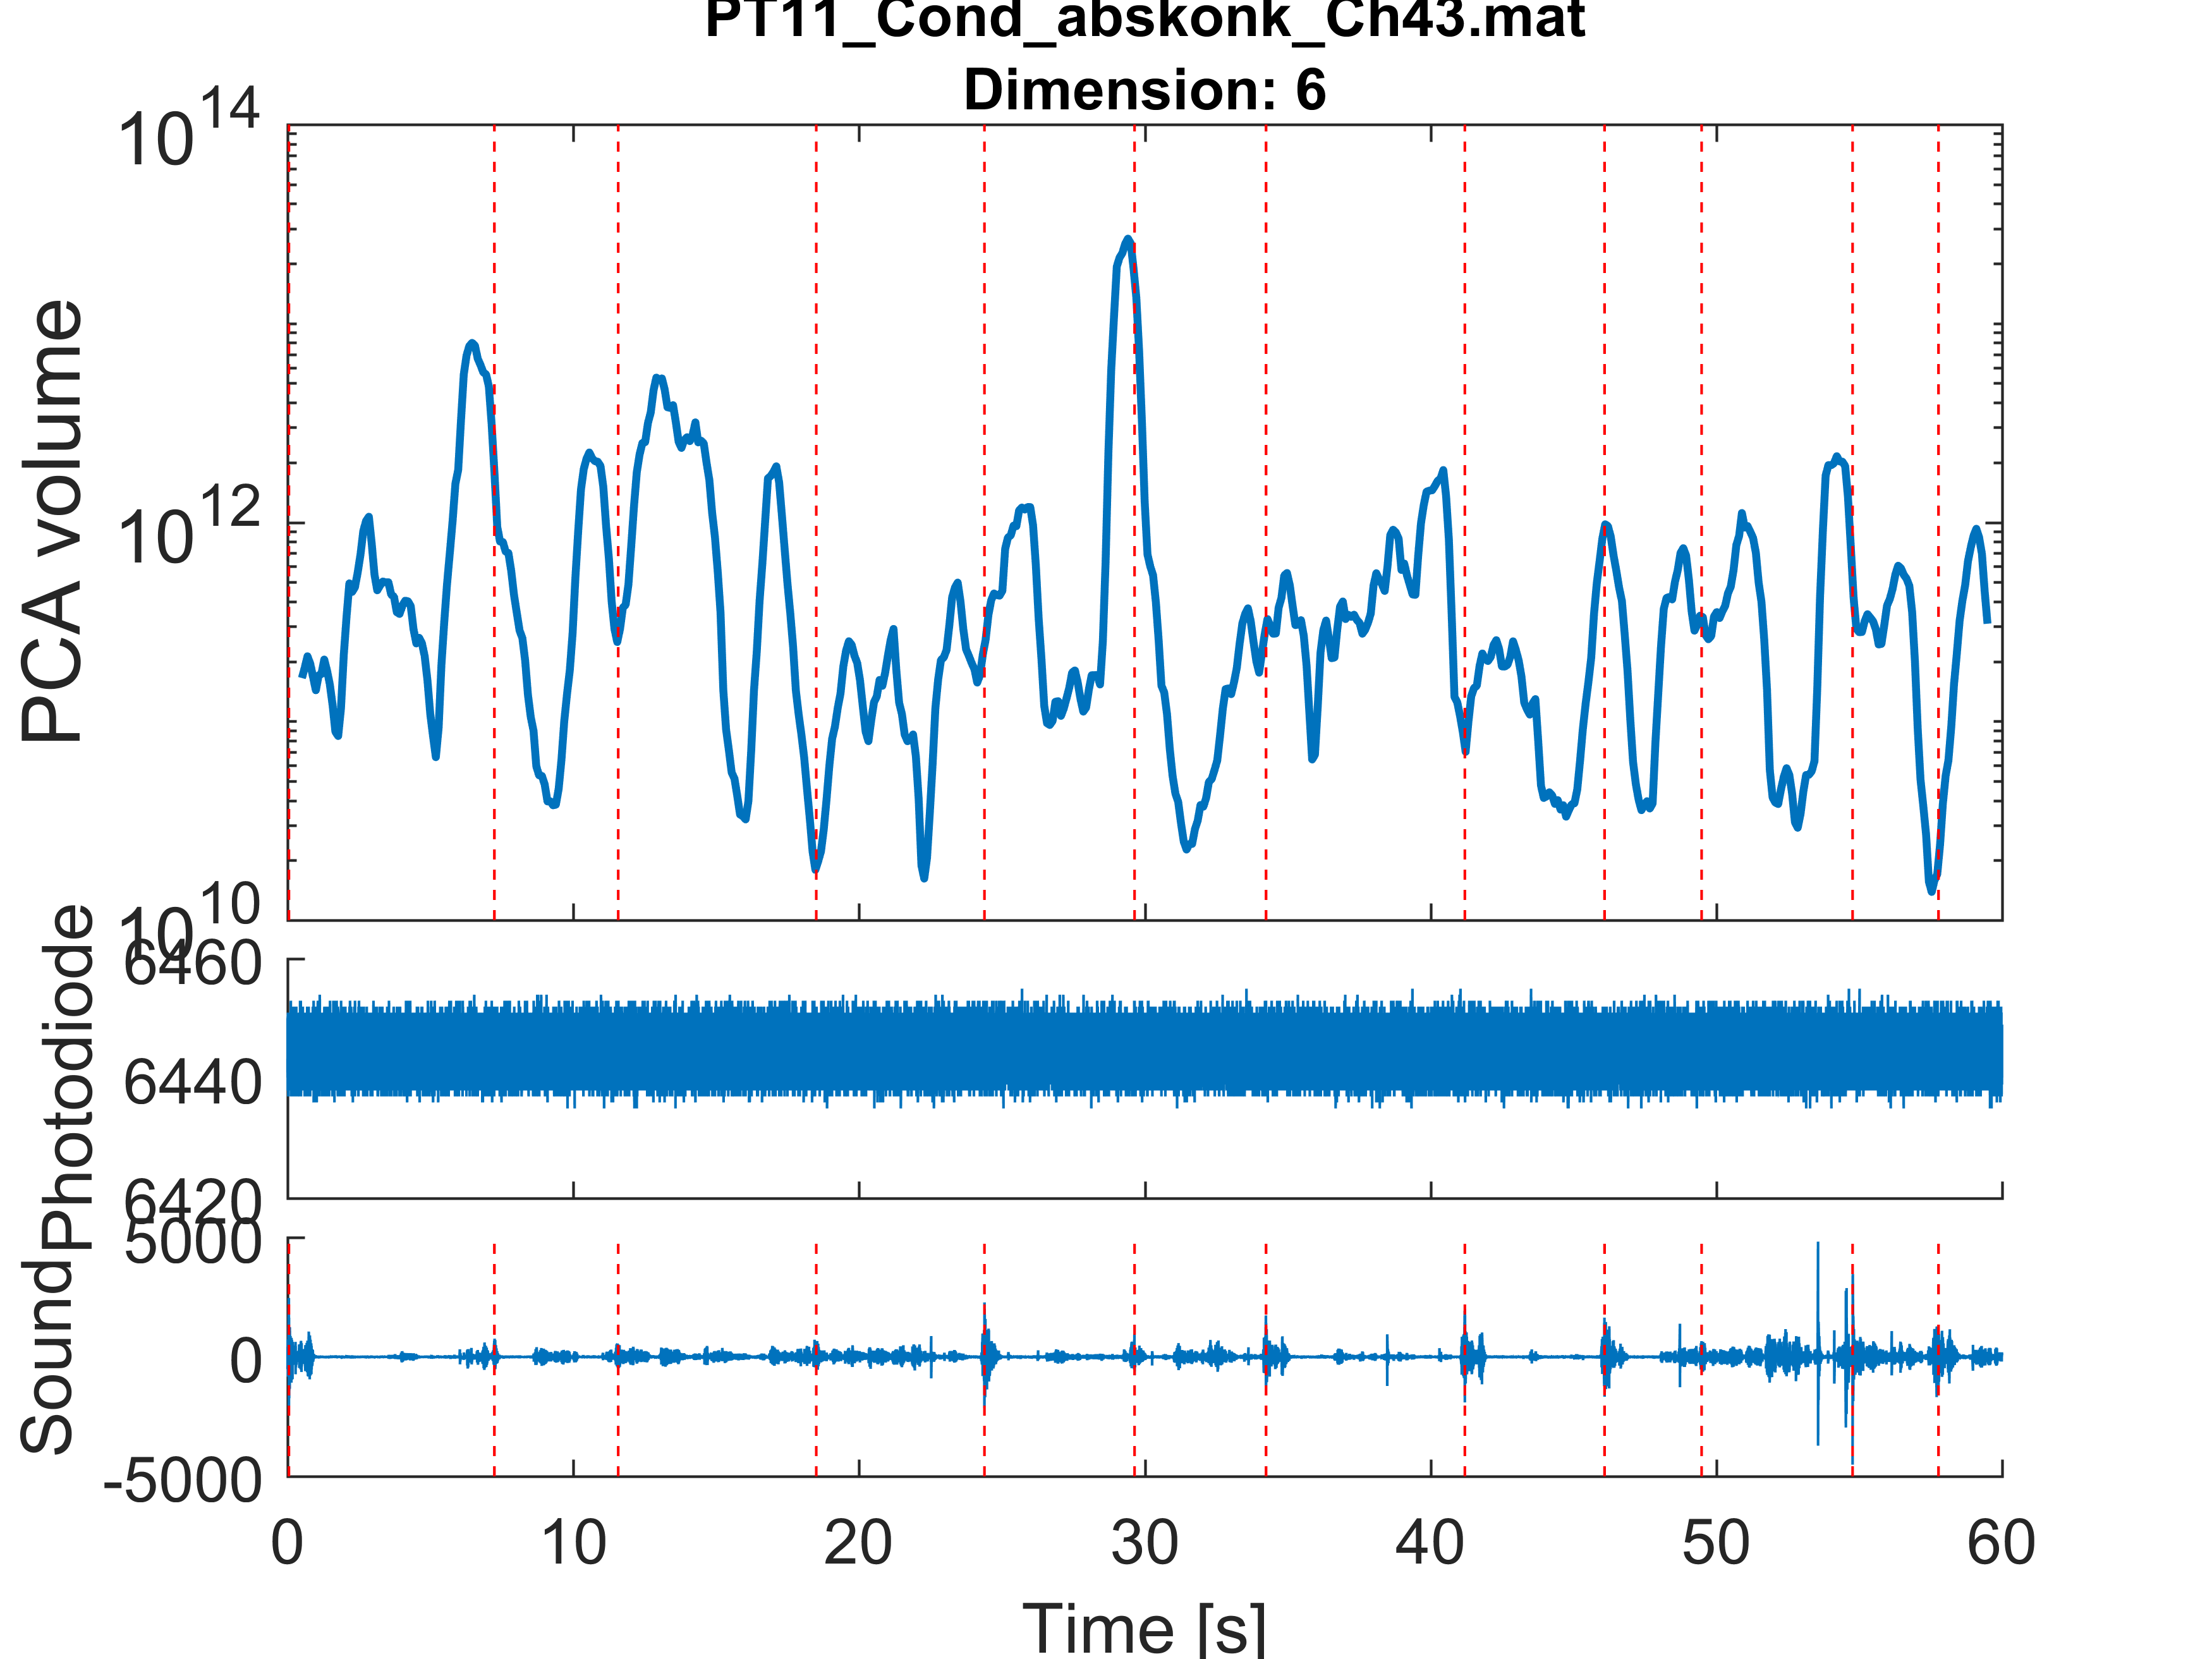 PT11_Cond_abskonk_Ch43.mat
Dimension: 6
PCA volume
10^14
10^12
10^10
Photodiode
6460
6440
6420
Sound
5000
0
-5000
0 10 20 30 40 50 60
Time [s]